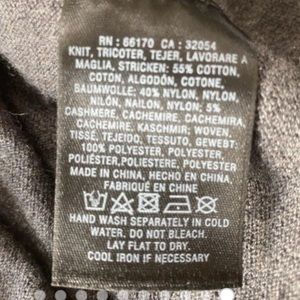 RN : 66170 CA : 32054
KNIT, TRICOTER, TEJER, LAVORARE A
MAGLIA, STRICKEN: 55% COTTON,
COTON, ALGODÓN, COTONE,
BAUMWOLLE: 40% NYLON, NYLON,
NILÓN, NAILON, NYLON: 5%
CASHMERE, CACHEMIRE, CACHEMIRA,
CACHEMIRE, KASCHMIR; WOVEN,
TISSÉ, TEJIDO, TESSUTO, GEWEBT:
100% POLYESTER, POLYESTER,
POLIÉSTER,POLIESTERE, POLYESTER
MADE IN CHINA, HECHO EN CHINA,
FABRIQUÉ EN CHINE
HAND WASH SEPARATELY IN COLD
WATER. DO NOT BLEACH.
LAY FLAT TO DRY.
COOL IRON IF NECESSARY